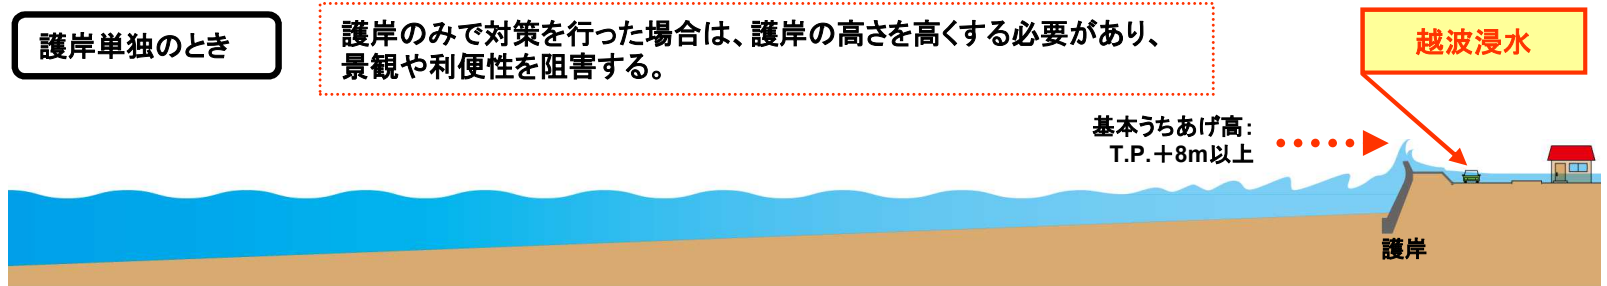 護岸単独のとき
護岸のみで対策を行った場合は、護岸の高さを高くする必要があり、
景観や利便性を阻害する。
越波浸水
基本うちあげ高:
T.P.+8m以上
護岸